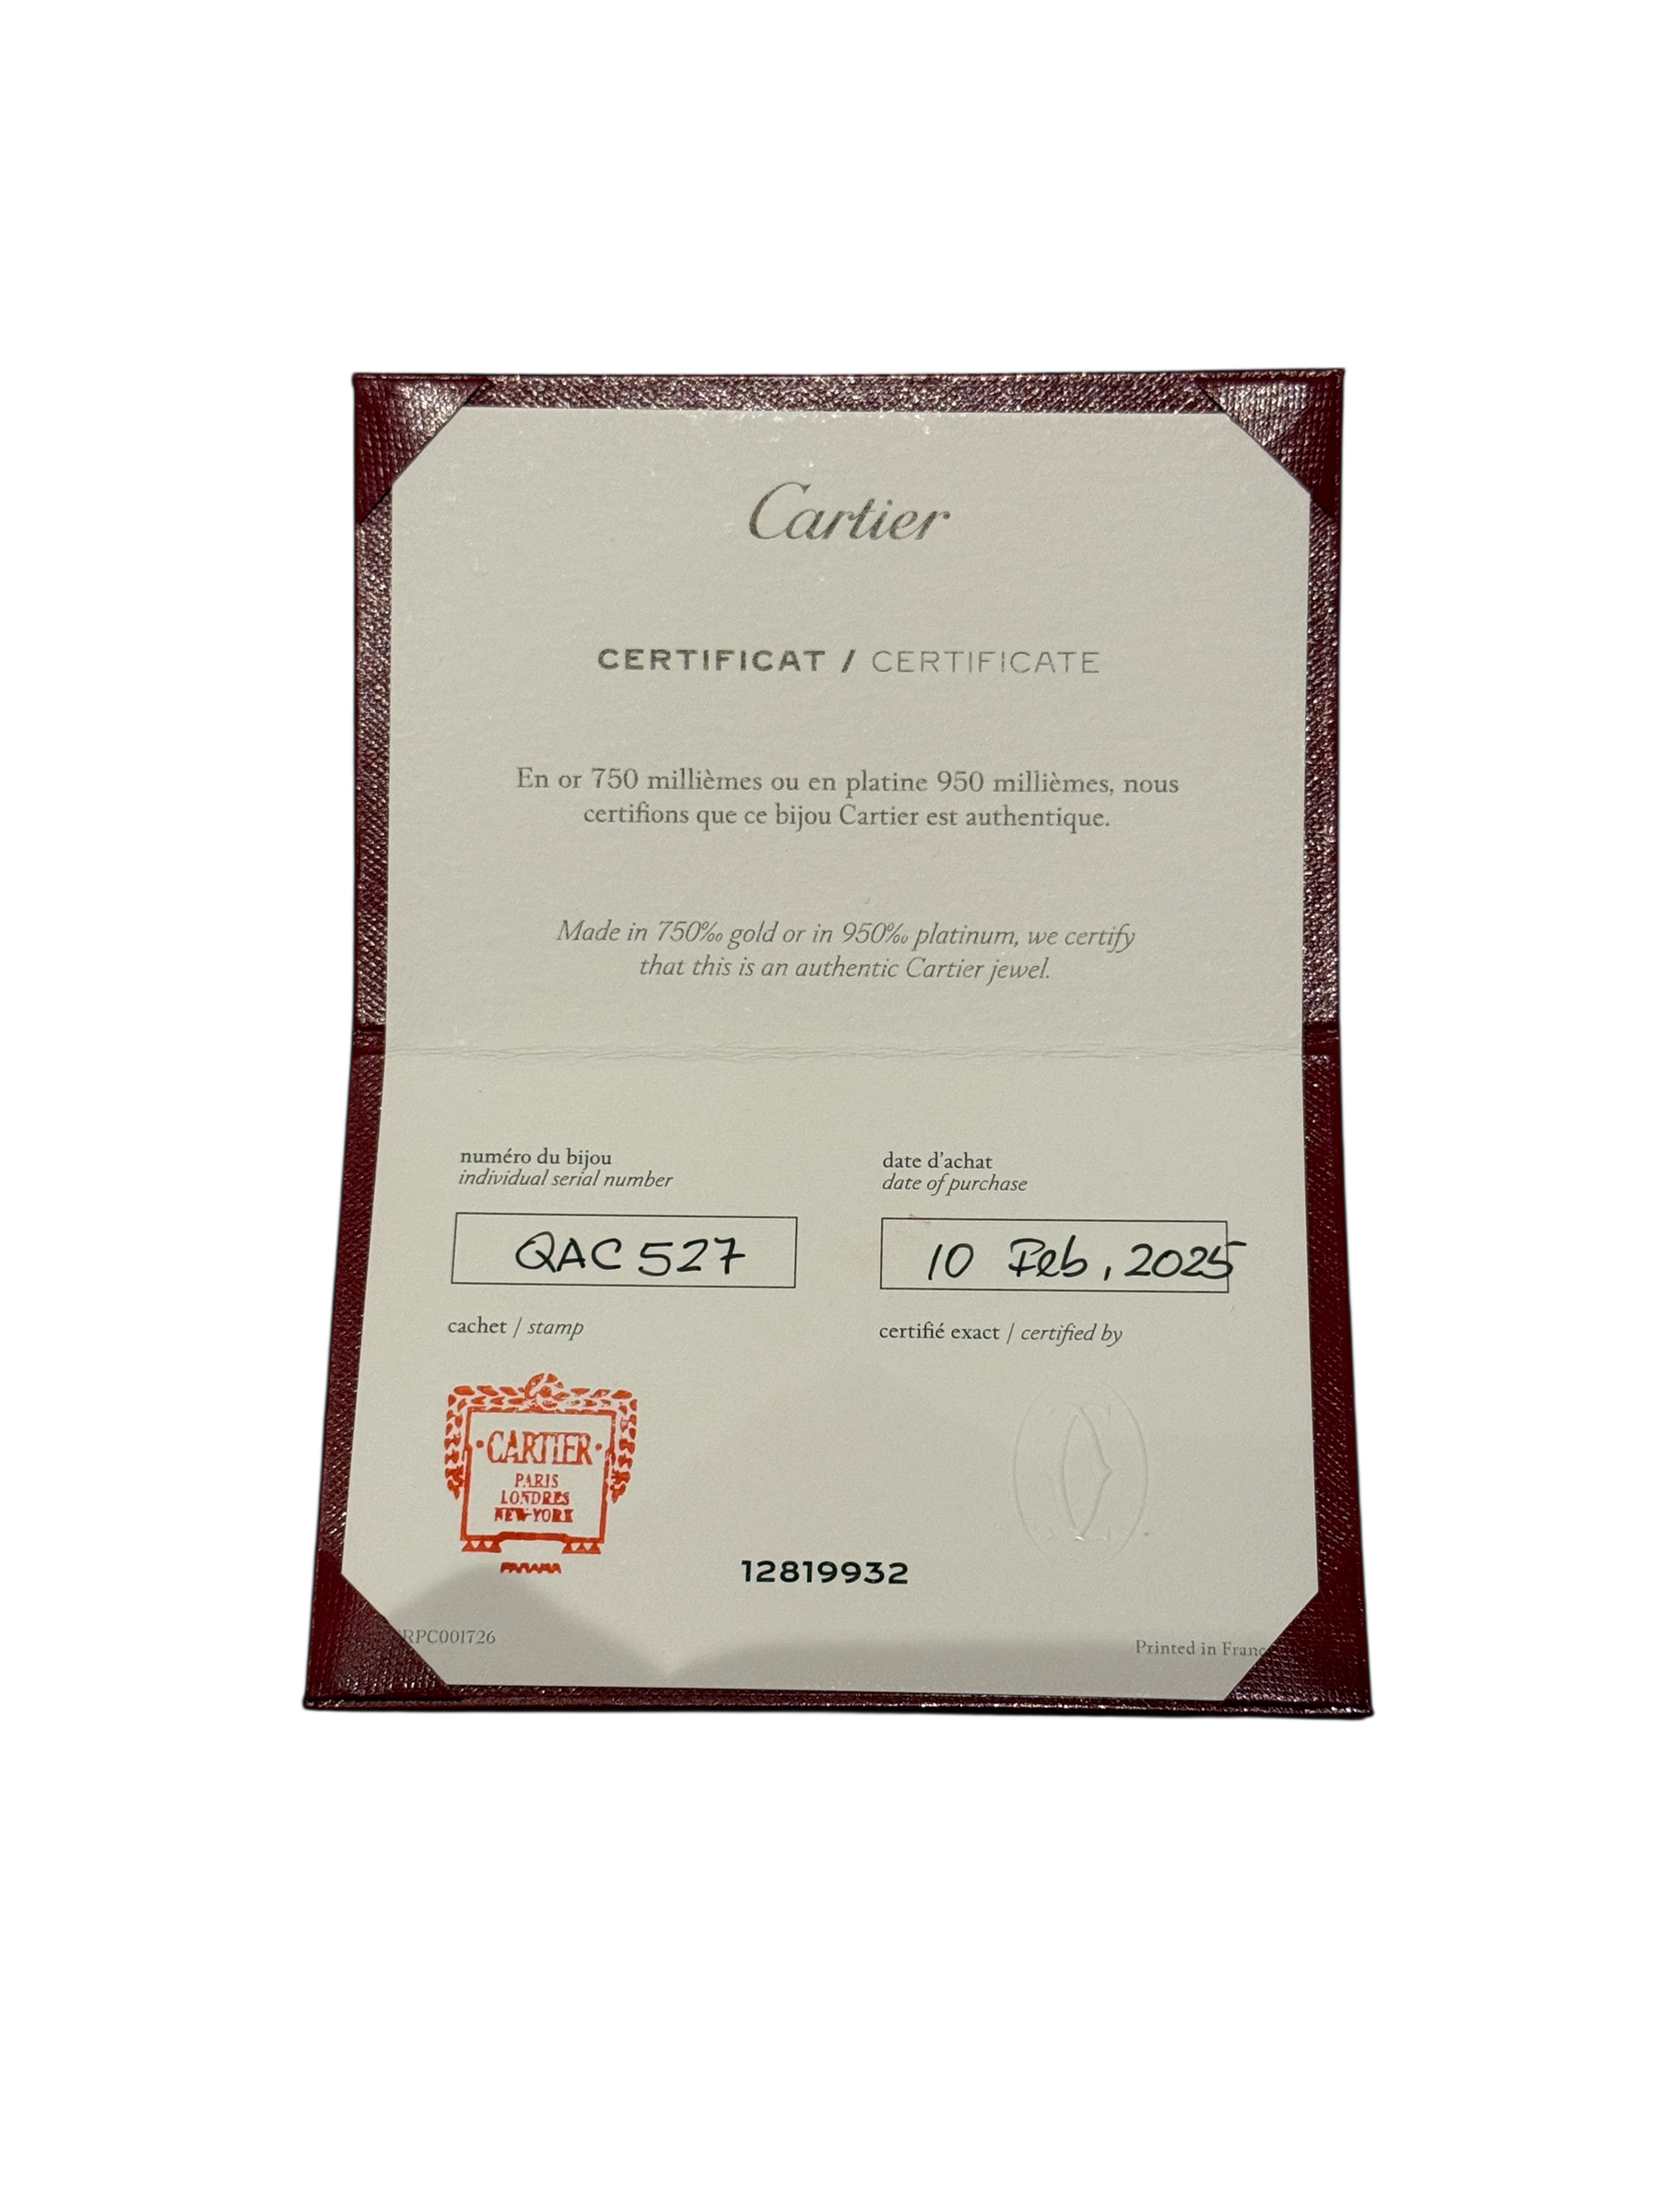 Cartier
CERTIFICAT / CERTIFICATE
En or 750 millièmes ou en platine 950 millièmes, nous
certifions que ce bijou Cartier est authentique.
Made in 750‰ gold or in 950‰ platinum, we certify
that this is an authentic Cartier jewel.
numéro du bijou
individual serial number
QAC 527
date d'achat
date of purchase
10 Feb, 2025
cachet / stamp
·CARTIER·
PARIS
LONDRES
NEW-YORK
certifié exact / certified by
12819932
RPC001726
Printed in Franc